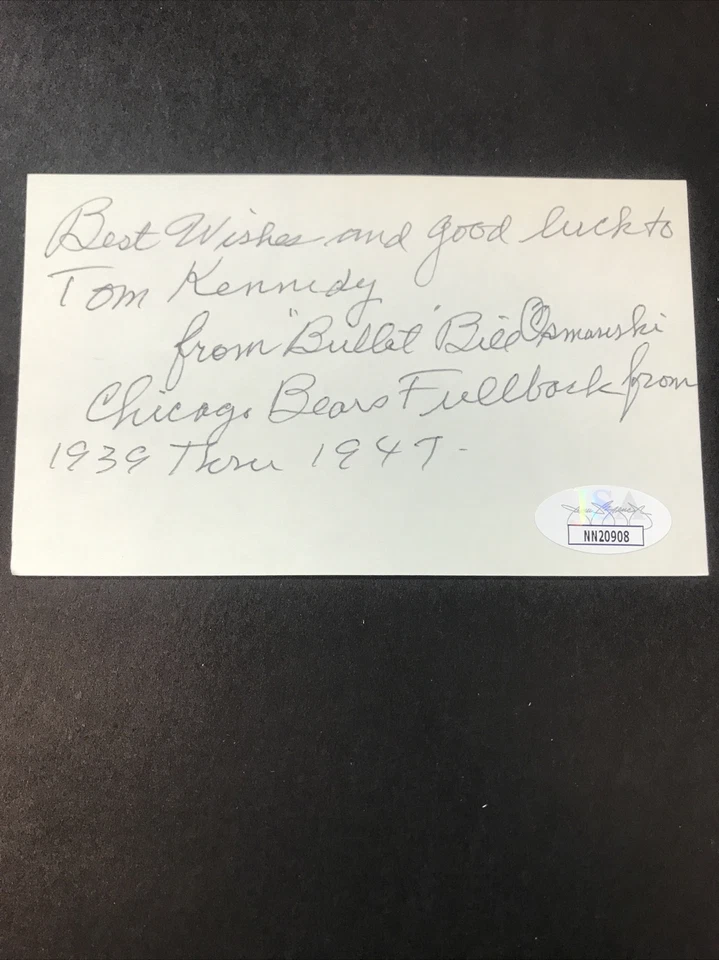 Best Wishes and good luck to
Tom Kennedy
from "Bullet" Bill Osmanski
Chicago Bears Fullback from
1939 Thru 1947-
JSA
NN20908